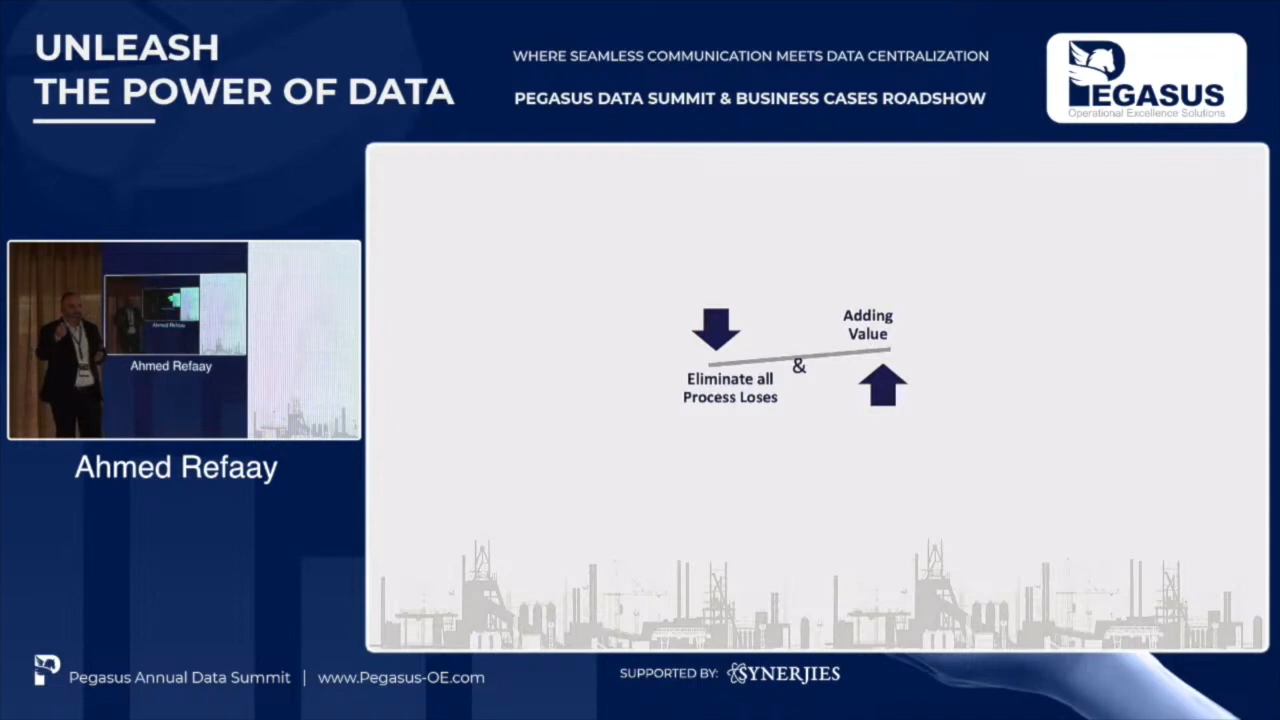 UNLEASH
THE POWER OF DATA
WHERE SEAMLESS COMMUNICATION MEETS DATA CENTRALIZATION
PEGASUS DATA SUMMIT & BUSINESS CASES ROADSHOW
PEGASUS
Operational Excellence Solutions
Ahmed Refaay
Ahmed Refaay
Ahmed Refaay
Adding
Value
&
Eliminate all
Process Loses
Pegasus Annual Data Summit | www.Pegasus-OE.com
SUPPORTED BY: SYNERJIES